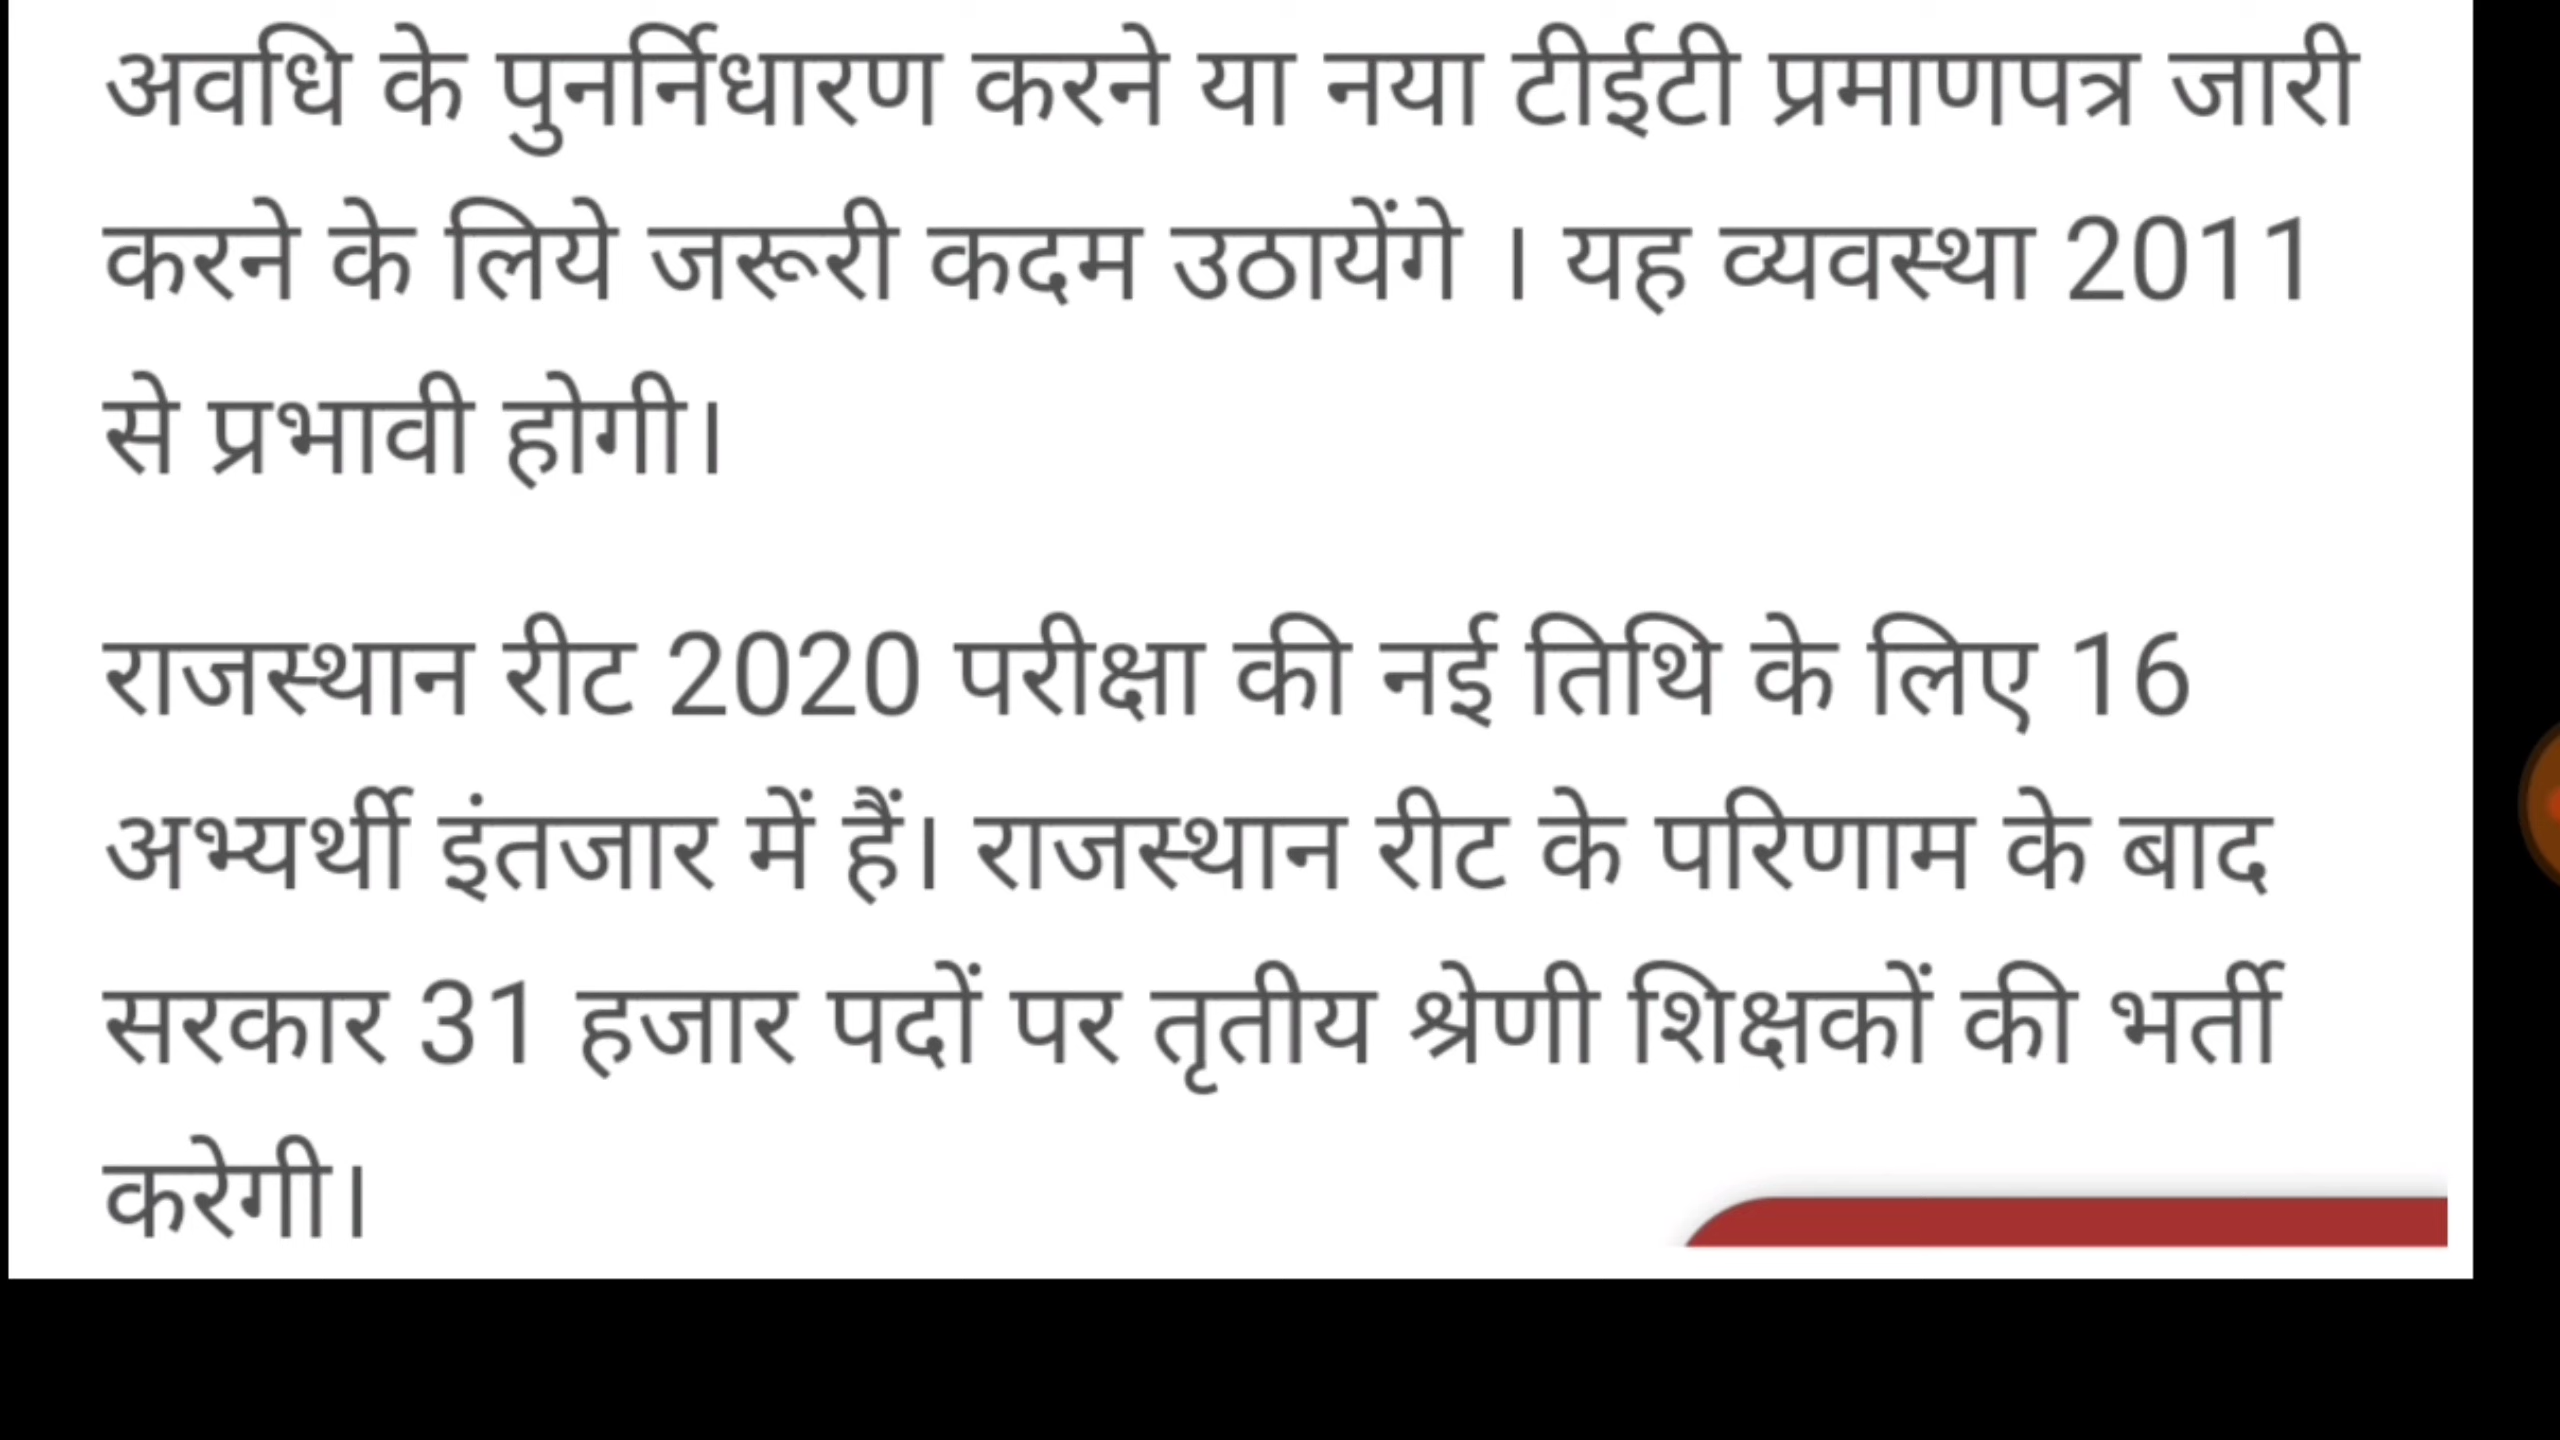 अवधि के पुनर्निधारण करने या नया टीईटी प्रमाणपत्र जारी
करने के लिये जरूरी कदम उठायेंगे । यह व्यवस्था 2011
से प्रभावी होगी।
राजस्थान रीट 2020 परीक्षा की नई तिथि के लिए 16
अभ्यर्थी इंतजार में हैं। राजस्थान रीट के परिणाम के बाद
सरकार 31 हजार पदों पर तृतीय श्रेणी शिक्षकों की भर्ती
करेगी।